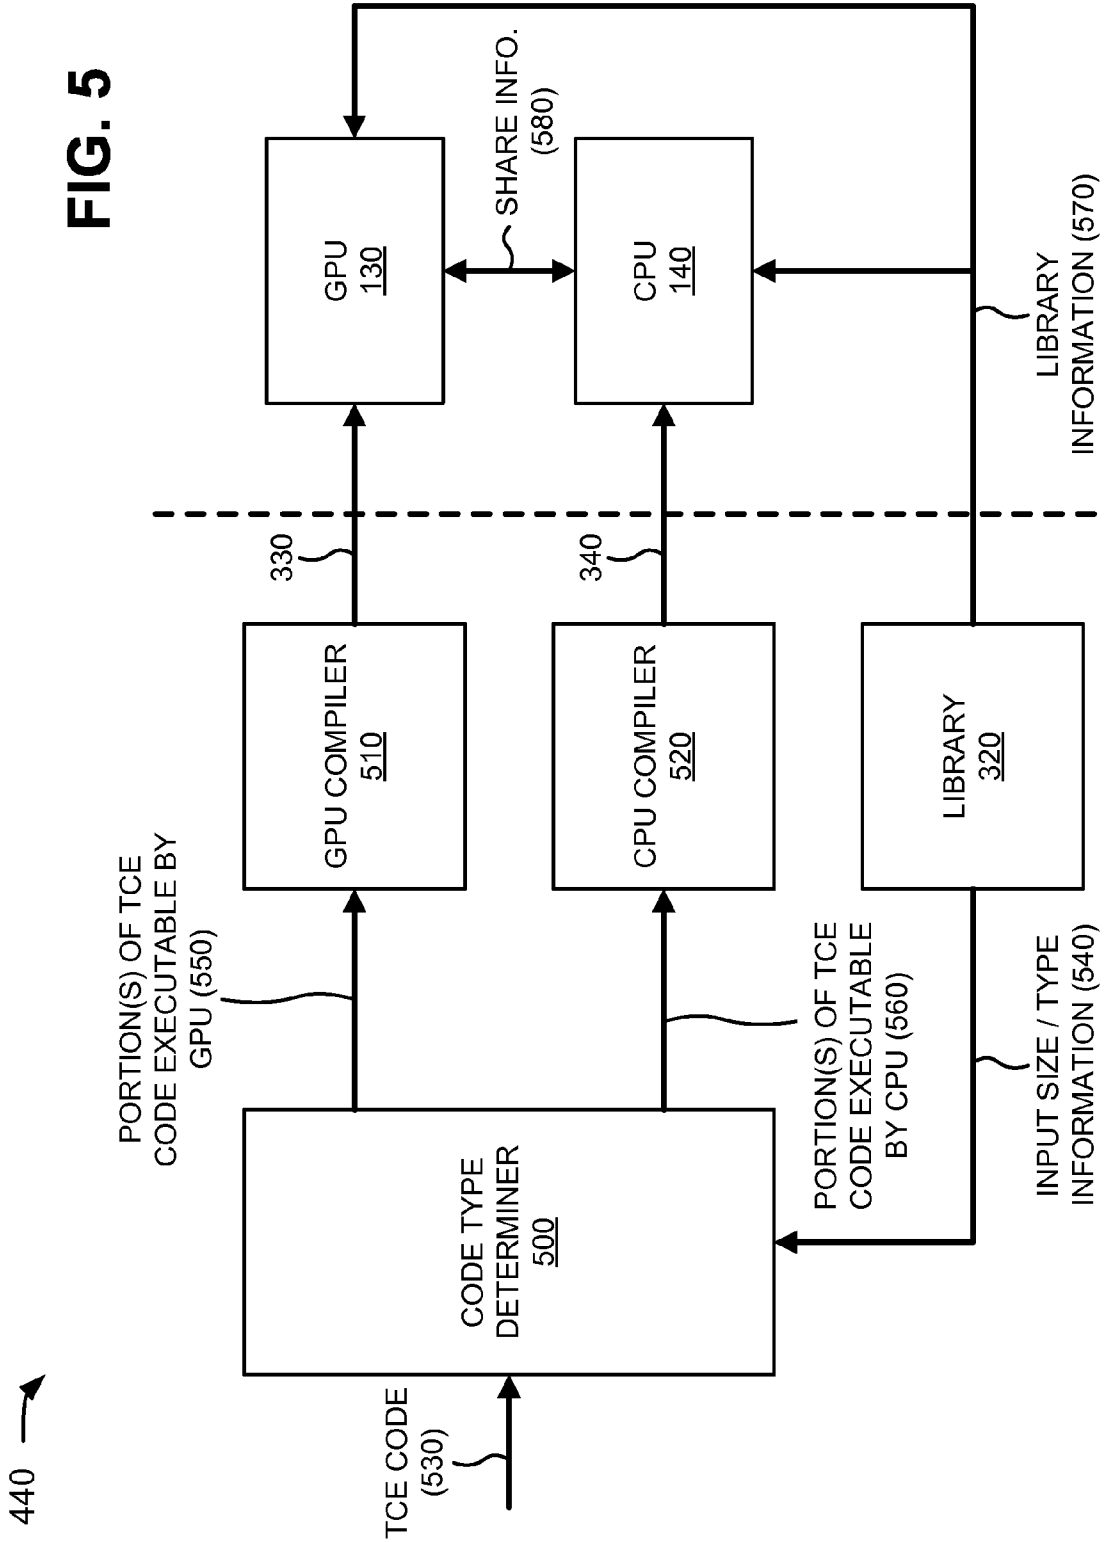 FIG. 5
440
TCE CODE
(530)
CODE TYPE
DETERMINER
500
PORTION(S) OF TCE
CODE EXECUTABLE BY
GPU (550)
PORTION(S) OF TCE
CODE EXECUTABLE
BY CPU (560)
INPUT SIZE / TYPE
INFORMATION (540)
GPU COMPILER
510
CPU COMPILER
520
LIBRARY
320
330
340
GPU
130
SHARE INFO.
(580)
CPU
140
LIBRARY
INFORMATION (570)